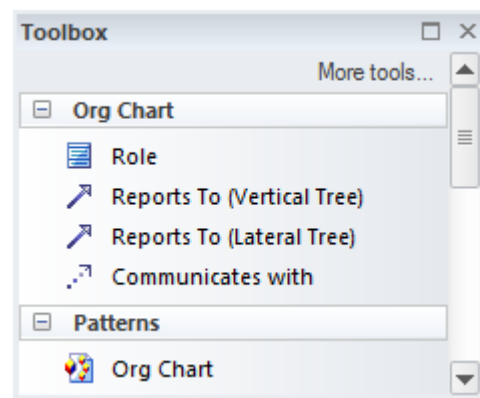 Toolbox
More tools...
Org Chart
Role
Reports To (Vertical Tree)
Reports To (Lateral Tree)
Communicates with
Patterns
Org Chart